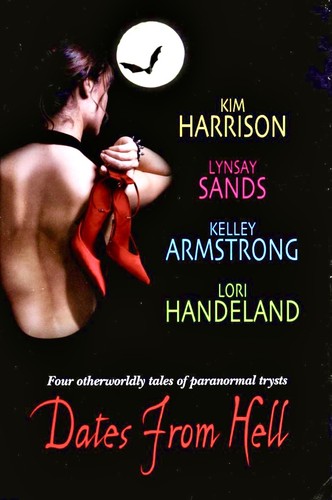 KIM
HARRISON
LYNSAY
SANDS
KELLEY
ARMSTRONG
LORI
HANDELAND
Four otherworldly tales of paranormal trysts
Dates From Hell